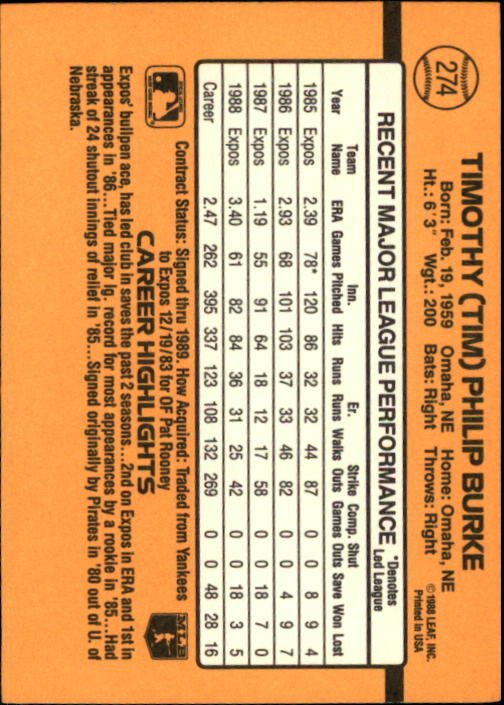 274
TIMOTHY (TIM) PHILIP BURKE
Born: Feb. 19, 1959 Omaha, NE Home: Omaha, NE
Ht.: 6'3" Wgt.: 200 Bats: Right Throws: Right
©1988 LEAF, INC.
Printed in USA
RECENT MAJOR LEAGUE PERFORMANCE *Denotes Led League
Year Team Name ERA Games Inn. Pitched Hits Runs Er. Runs Walks Strike Outs Comp. Games Shut Outs Save Won Lost
1985 Expos 2.39 78* 120 86 32 32 44 87 0 0 8 9 4
1986 Expos 2.93 68 101 103 37 33 46 82 0 0 4 9 7
1987 Expos 1.19 55 91 64 18 12 17 58 0 0 18 7 0
1988 Expos 3.40 61 82 84 36 31 25 42 0 0 18 3 5
Career 2.47 262 395 337 123 108 132 269 0 0 48 28 16
Contract Status: Signed thru 1989. How Acquired: Traded from Yankees
to Expos 12/19/83 for OF Pat Rooney
CAREER HIGHLIGHTS
MLB
Expos' bullpen ace, has led club in saves the past 2 seasons...2nd on Expos in ERA and 1st in
appearances in '86...Tied major lg. record for most appearances by a rookie in '85...Had
streak of 24 shutout innings of relief in '85...Signed originally by Pirates in '80 out of U. of
Nebraska.